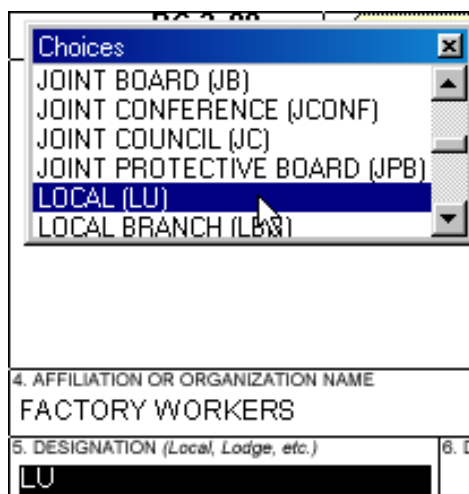 Choices
JOINT BOARD (JB)
JOINT CONFERENCE (JCONF)
JOINT COUNCIL (JC)
JOINT PROTECTIVE BOARD (JPB)
LOCAL (LU)
LOCAL BRANCH
4. AFFILIATION OR ORGANIZATION NAME
FACTORY WORKERS
5. DESIGNATION (Local, Lodge, etc.)
6.
LU